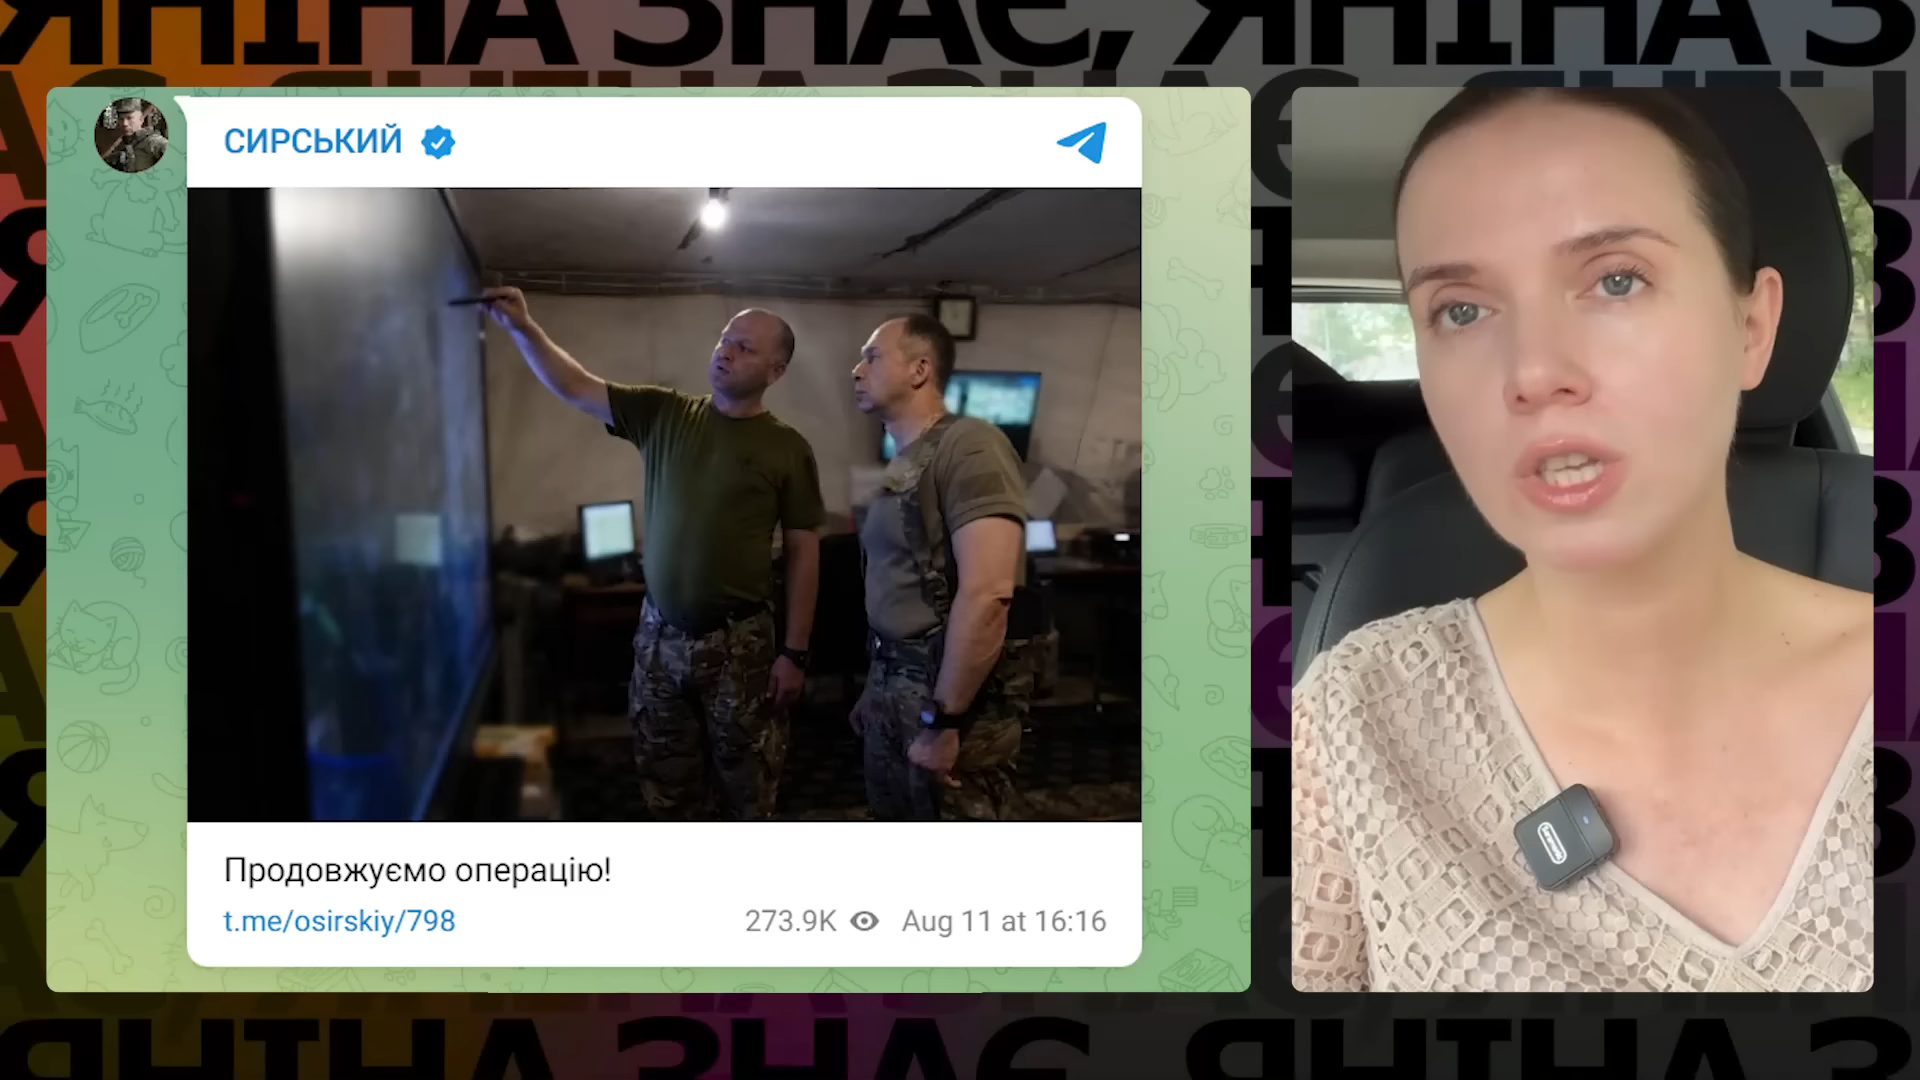 ЯНІНА ЗНАЄ, ЯНІНА З
СИРСЬКИЙ
Продовжуємо операцію!
t.me/osirskiy/798
273.9K Aug 11 at 16:16
ЯНІНА ЗНАЄ, ЯНІНА З